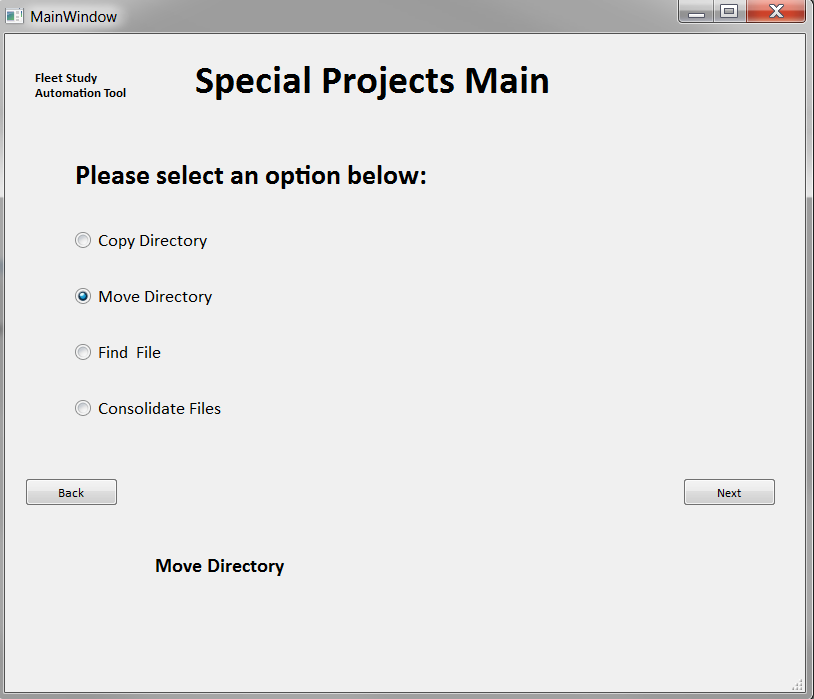 MainWindow
Fleet Study
Automation Tool
Special Projects Main
Please select an option below:
Copy Directory
Move Directory
Find  File
Consolidate Files
Back
Next
Move Directory